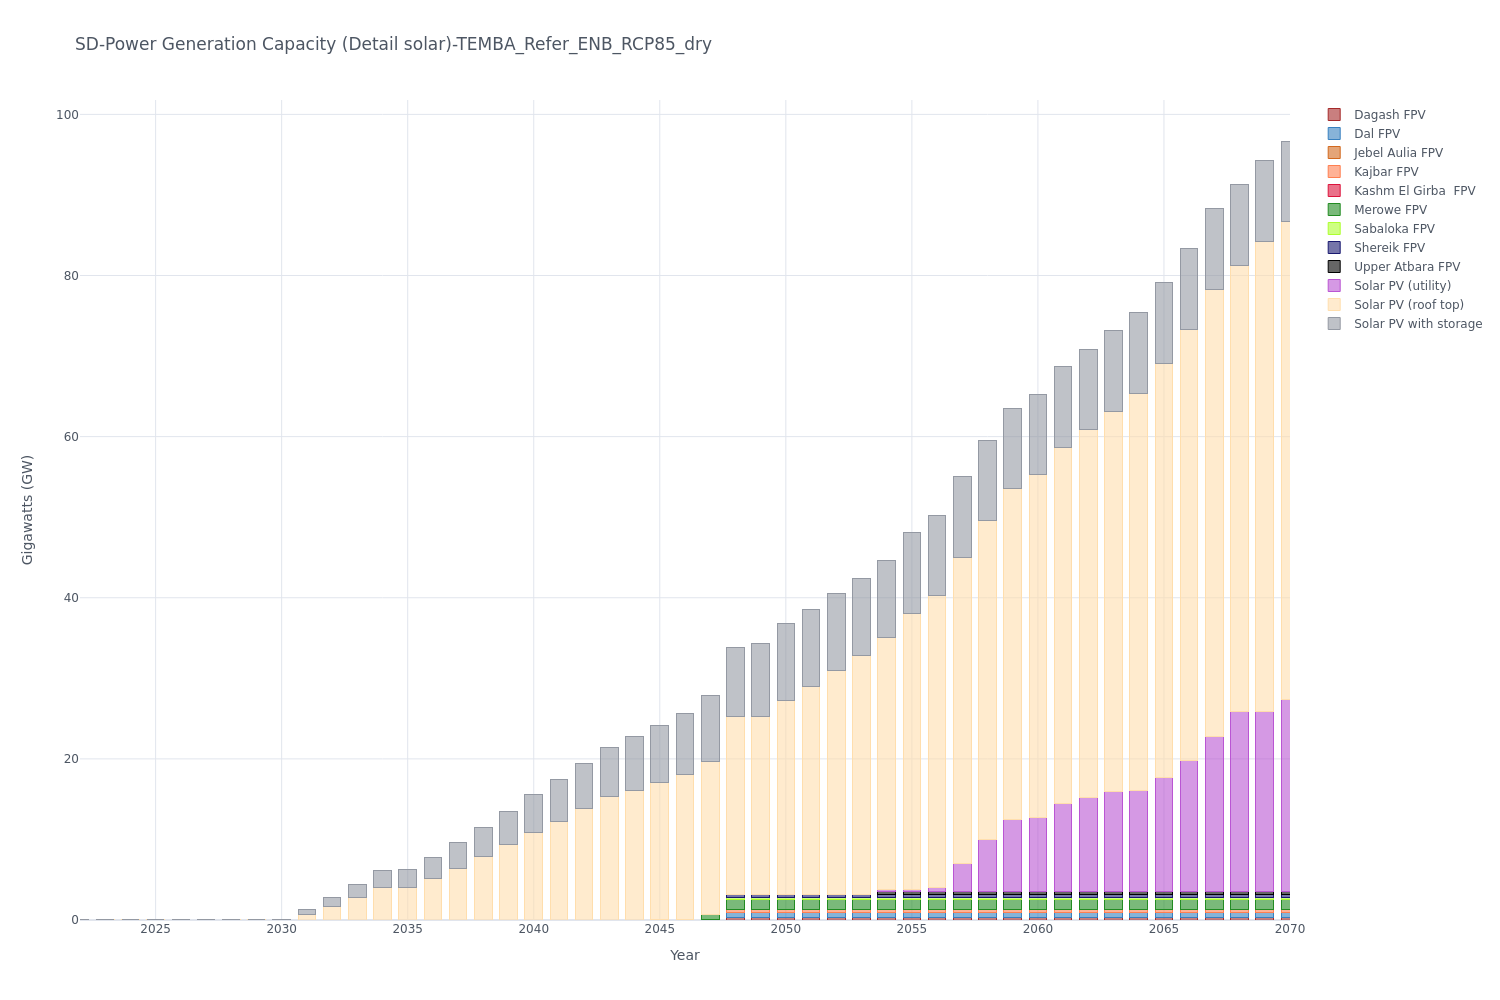 SD-Power Generation Capacity (Detail solar)-TEMBA_Refer_ENB_RCP85_dry
100
80
60
40
20
0
Gigawatts (GW)
2025
2030
2035
2040
2045
2050
2055
2060
2065
2070
Year
Dagash FPV
Dal FPV
Jebel Aulia FPV
Kajbar FPV
Kashm El Girba  FPV
Merowe FPV
Sabaloka FPV
Shereik FPV
Upper Atbara FPV
Solar PV (utility)
Solar PV (roof top)
Solar PV with storage